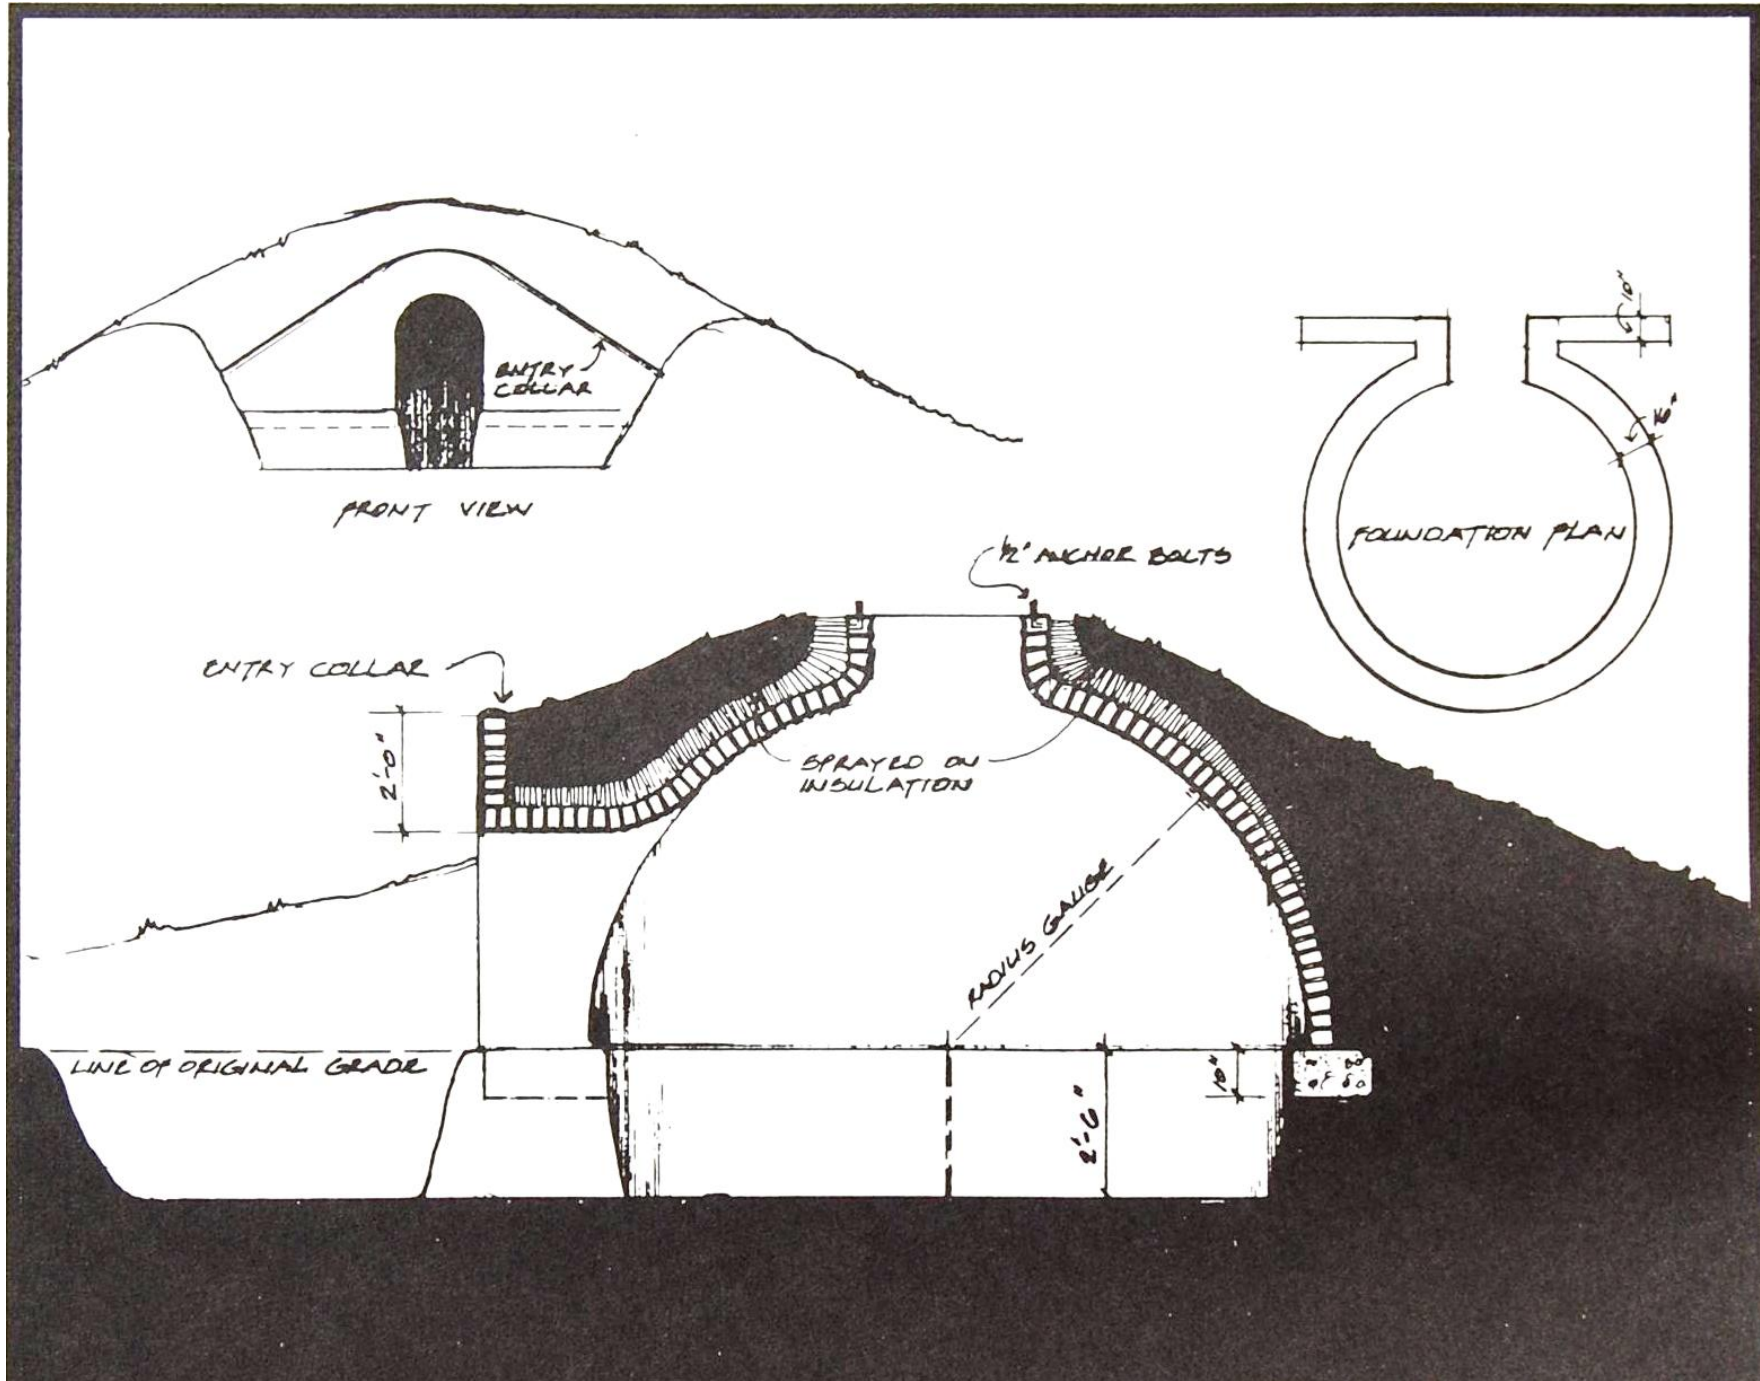 ENTRY
COLLAR
FRONT VIEW
10"
16"
FOUNDATION PLAN
1/2" ANCHOR BOLTS
ENTRY COLLAR
2'-0"
SPRAYED ON
INSULATION
RADIUS GAUGE
LINE OF ORIGINAL GRADE
2'-6"
10"